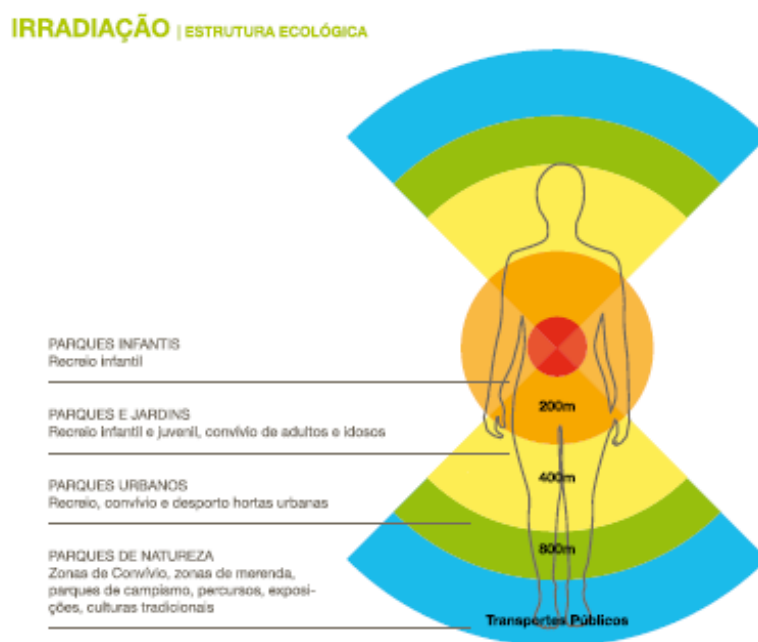 IRRADIAÇÃO | ESTRUTURA ECOLÓGICA
PARQUES INFANTIS
Recreio infantil
PARQUES E JARDINS
Recreio infantil e juvenil, convívio de adultos e idosos
PARQUES URBANOS
Recreio, convívio e desporto hortas urbanas
PARQUES DE NATUREZA
Zonas de Convívio, zonas de merenda,
parques de campismo, percursos, exposi-
ções, culturas tradicionais
200m
400m
800m
Transportes Públicos